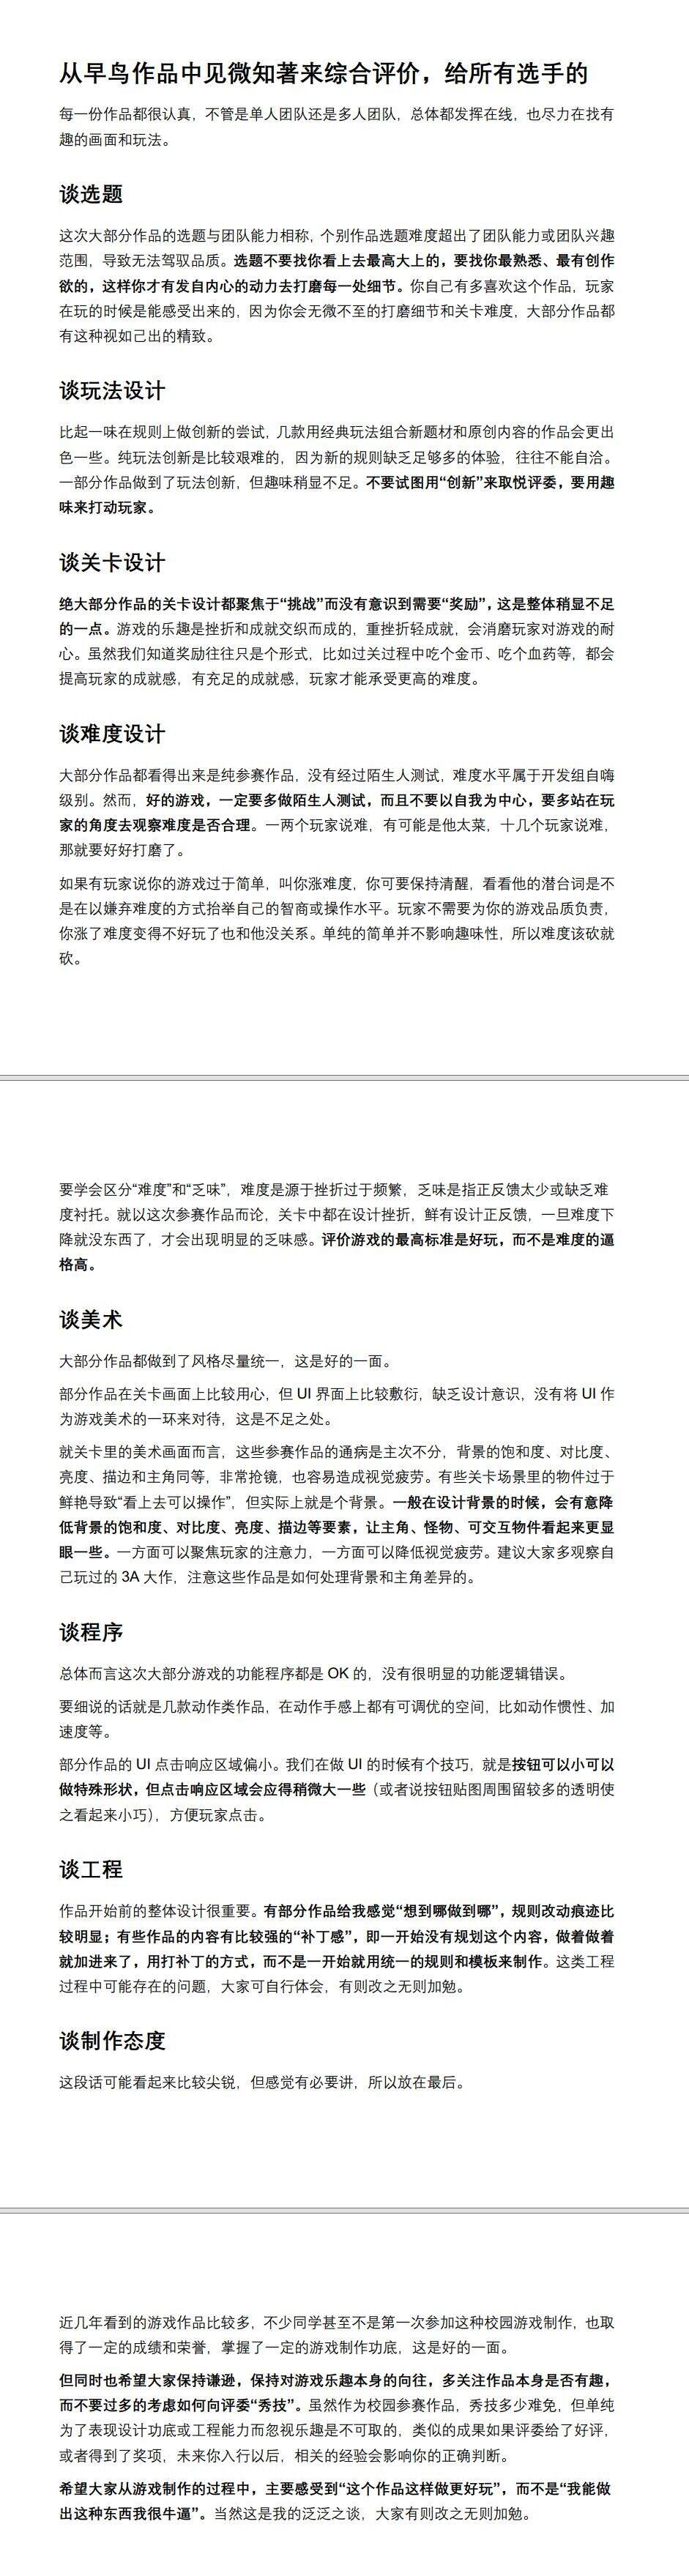 从早鸟作品中见微知著来综合评价，给所有选手的
每一份作品都很认真，不管是单人团队还是多人团队，总体都发挥在线，也尽力在找有
趣的画面和玩法。
谈选题
这次大部分作品的选题与团队能力相称，个别作品选题难度超出了团队能力或团队兴趣
范围，导致无法驾驭品质。选题不要找你看上去最高大上的，要找你最熟悉、最有创作
欲的，这样你才有发自内心的动力去打磨每一处细节。你自己有多喜欢这个作品，玩家
在玩的时候是能感受出来的，因为你会无微不至的打磨细节和关卡难度，大部分作品都
有这种视如己出的精致。
谈玩法设计
比起一味在规则上做创新的尝试，几款用经典玩法组合新题材和原创内容的作品会更出
色一些。纯玩法创新是比较艰难的，因为新的规则缺乏足够多的体验，往往不能自洽。
一部分作品做到了玩法创新，但趣味稍显不足。不要试图用“创新”来取悦评委，要用趣
味来打动玩家。
谈关卡设计
绝大部分作品的关卡设计都聚焦于“挑战”而没有意识到需要“奖励”，这是整体稍显不足
的一点。游戏的乐趣是挫折和成就交织而成的，重挫折轻成就，会消磨玩家对游戏的耐
心。虽然我们知道奖励往往只是个形式，比如过关过程中吃个金币、吃个血药等，都会
提高玩家的成就感，有充足的成就感，玩家才能承受更高的难度。
谈难度设计
大部分作品都看得出来是纯参赛作品，没有经过陌生人测试，难度水平属于开发组自嗨
级别。然而，好的游戏，一定要多做陌生人测试，而且不要以自我为中心，要多站在玩
家的角度去观察难度是否合理。一两个玩家说难，有可能是他太菜，十几个玩家说难，
那就要好好打磨了。
如果有玩家说你的游戏过于简单，叫你涨难度，你可要保持清醒，看看他的潜台词是不
是在以嫌弃难度的方式抬举自己的智商或操作水平。玩家不需要为你的游戏品质负责，
你涨了难度变得不好玩了也和他没关系。单纯的简单并不影响趣味性，所以难度该砍就
砍。
要学会区分“难度”和“乏味”，难度是源于挫折过于频繁，乏味是指正反馈太少或缺乏难
度衬托。就以这次参赛作品而论，关卡中都在设计挫折，鲜有设计正反馈，一旦难度下
降就没东西了，才会出现明显的乏味感。评价游戏的最高标准是好玩，而不是难度的逼
格高。
谈美术
大部分作品都做到了风格尽量统一，这是好的一面。
部分作品在关卡画面上比较用心，但 UI 界面上比较敷衍，缺乏设计意识，没有将 UI 作
为游戏美术的一环来对待，这是不足之处。
就关卡里的美术画面而言，这些参赛作品的通病是主次不分，背景的饱和度、对比度、
亮度、描边和主角同等，非常抢镜，也容易造成视觉疲劳。有些关卡场景里的物件过于
鲜艳导致“看上去可以操作”，但实际上就是个背景。一般在设计背景的时候，会有意降
低背景的饱和度、对比度、亮度、描边等要素，让主角、怪物、可交互物件看起来更显
眼一些。一方面可以聚焦玩家的注意力，一方面可以降低视觉疲劳。建议大家多观察自
己玩过的 3A 大作，注意这些作品是如何处理背景和主角差异的。
谈程序
总体而言这次大部分游戏的功能程序都是 OK 的，没有很明显的功能逻辑错误。
要细说的话就是几款动作类作品，在动作手感上都有可调优的空间，比如动作惯性、加
速度等。
部分作品的 UI 点击响应区域偏小。我们在做 UI 的时候有个技巧，就是按钮可以小可以
做特殊形状，但点击响应区域会应得稍微大一些（或者说按钮贴图周围留较多的透明使
之看起来小巧），方便玩家点击。
谈工程
作品开始前的整体设计很重要。有部分作品给我感觉“想到哪做到哪”，规则改动痕迹比
较明显；有些作品的内容有比较强的“补丁感”，即一开始没有规划这个内容，做着做着
就加进来了，用打补丁的方式，而不是一开始就用统一的规则和模板来制作。这类工程
过程中可能存在的问题，大家可自行体会，有则改之无则加勉。
谈制作态度
这段话可能看起来比较尖锐，但感觉有必要讲，所以放在最后。
近几年看到的游戏作品比较多，不少同学甚至不是第一次参加这种校园游戏制作，也取
得了一定的成绩和荣誉，掌握了一定的游戏制作功底，这是好的一面。
但同时也希望大家保持谦逊，保持对游戏乐趣本身的向往，多关注作品本身是否有趣，
而不要过多的考虑如何向评委“秀技”。虽然作为校园参赛作品，秀技多少难免，但单纯
为了表现设计功底或工程能力而忽视乐趣是不可取的，类似的成果如果评委给了好评，
或者得到了奖项，未来你入行以后，相关的经验会影响你的正确判断。
希望大家从游戏制作的过程中，主要感受到“这个作品这样做更好玩”，而不是“我能做
出这种东西我很牛逼”。当然这是我的泛泛之谈，大家有则改之无则加勉。